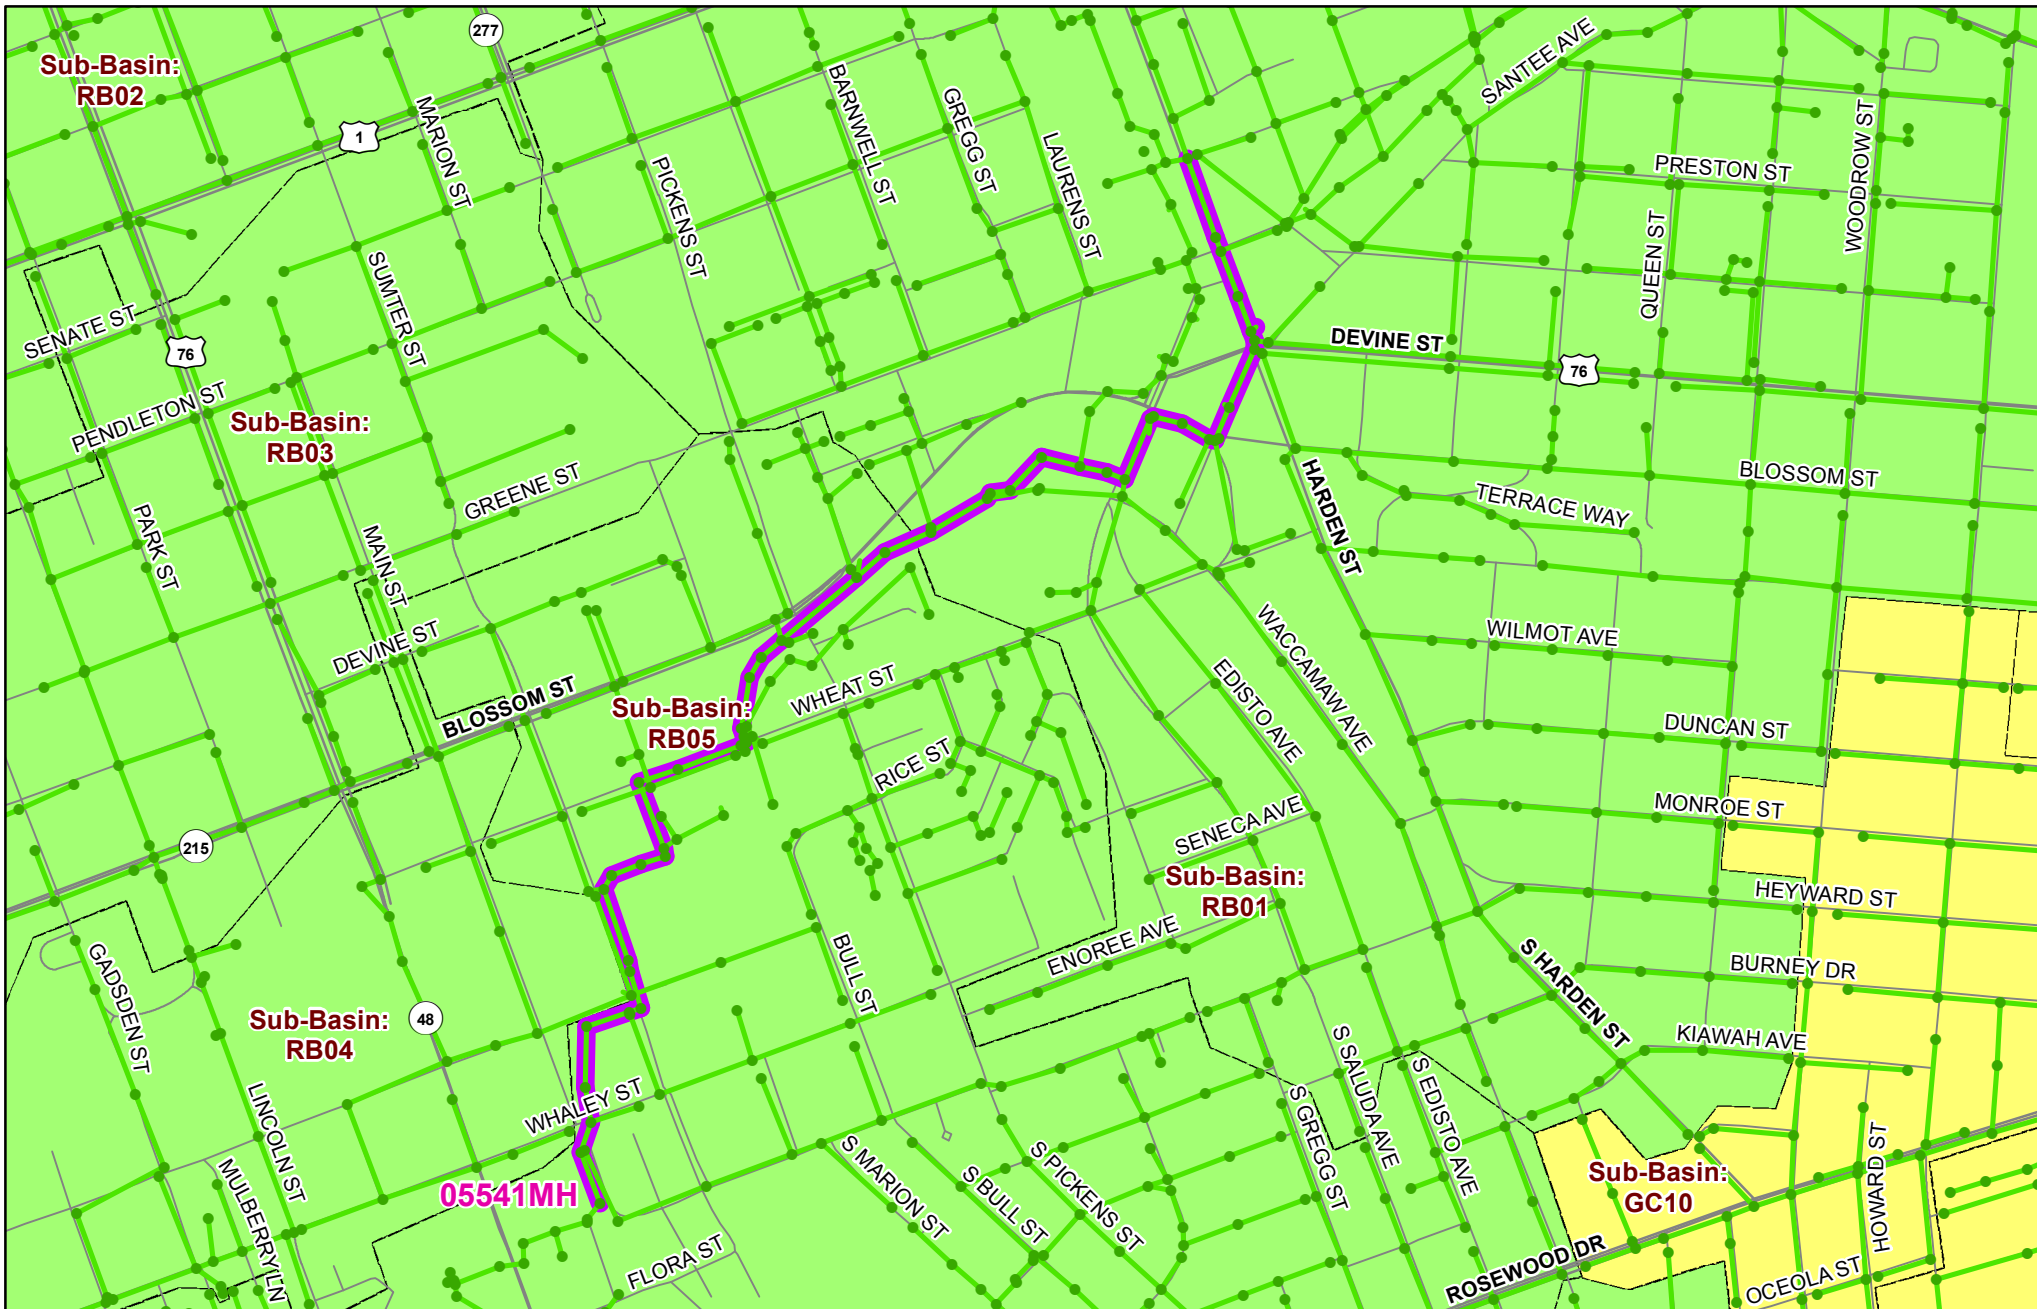 277
Sub-Basin:
RB02
SANTEE AVE
MARION ST
BARNWELL ST
GREGG ST
1
LAURENS ST
WOODROW ST
PICKENS ST
PRESTON ST
QUEEN ST
SUMTER ST
SENATE ST
76
DEVINE ST
76
PENDLETON ST
Sub-Basin:
RB03
GREENE ST
HARDEN ST
BLOSSOM ST
TERRACE WAY
PARK ST
MAIN ST
DEVINE ST
WACCAMAW AVE
WILMOT AVE
EDISTO AVE
BLOSSOM ST
WHEAT ST
Sub-Basin:
RB05
DUNCAN ST
RICE ST
MONROE ST
SENECA AVE
215
Sub-Basin:
RB01
HEYWARD ST
GADSDEN ST
BULL ST
ENOREE AVE
S HARDEN ST
BURNEY DR
Sub-Basin:
RB04
48
KIAWAH AVE
S SALUDA AVE
S EDISTO AVE
LINCOLN ST
WHALEY ST
S GREGG ST
HOWARD ST
MULBERRY LN
05541MH
S MARION ST
S BULL ST
S PICKENS ST
Sub-Basin:
GC10
FLORA ST
ROSEWOOD DR
OCEOLA ST